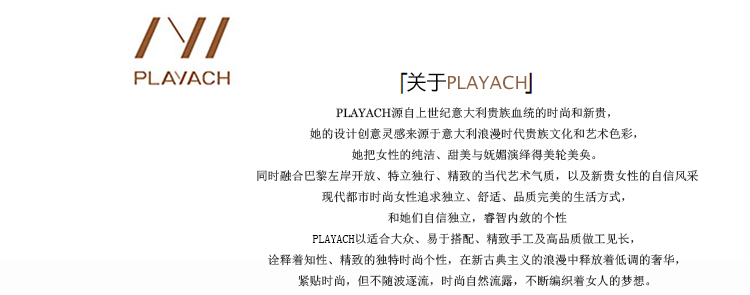 PLAYACH
「关于PLAYACH」
PLAYACH源自上世纪意大利贵族血统的时尚和新贵，
她的设计创意灵感来源于意大利浪漫时代贵族文化和艺术色彩，
她把女性的纯洁、甜美与妩媚演绎得美轮美奂。
同时融合巴黎左岸开放、特立独行、精致的当代艺术气质，以及新贵女性的自信风采
现代都市时尚女性追求独立、舒适、品质完美的生活方式，
和她们自信独立，睿智内敛的个性
PLAYACH以适合大众、易于搭配、精致手工及高品质做工见长，
诠释着知性、精致的独特时尚个性，在新古典主义的浪漫中释放着低调的奢华，
紧贴时尚，但不随波逐流，时尚自然流露，不断编织着女人的梦想。